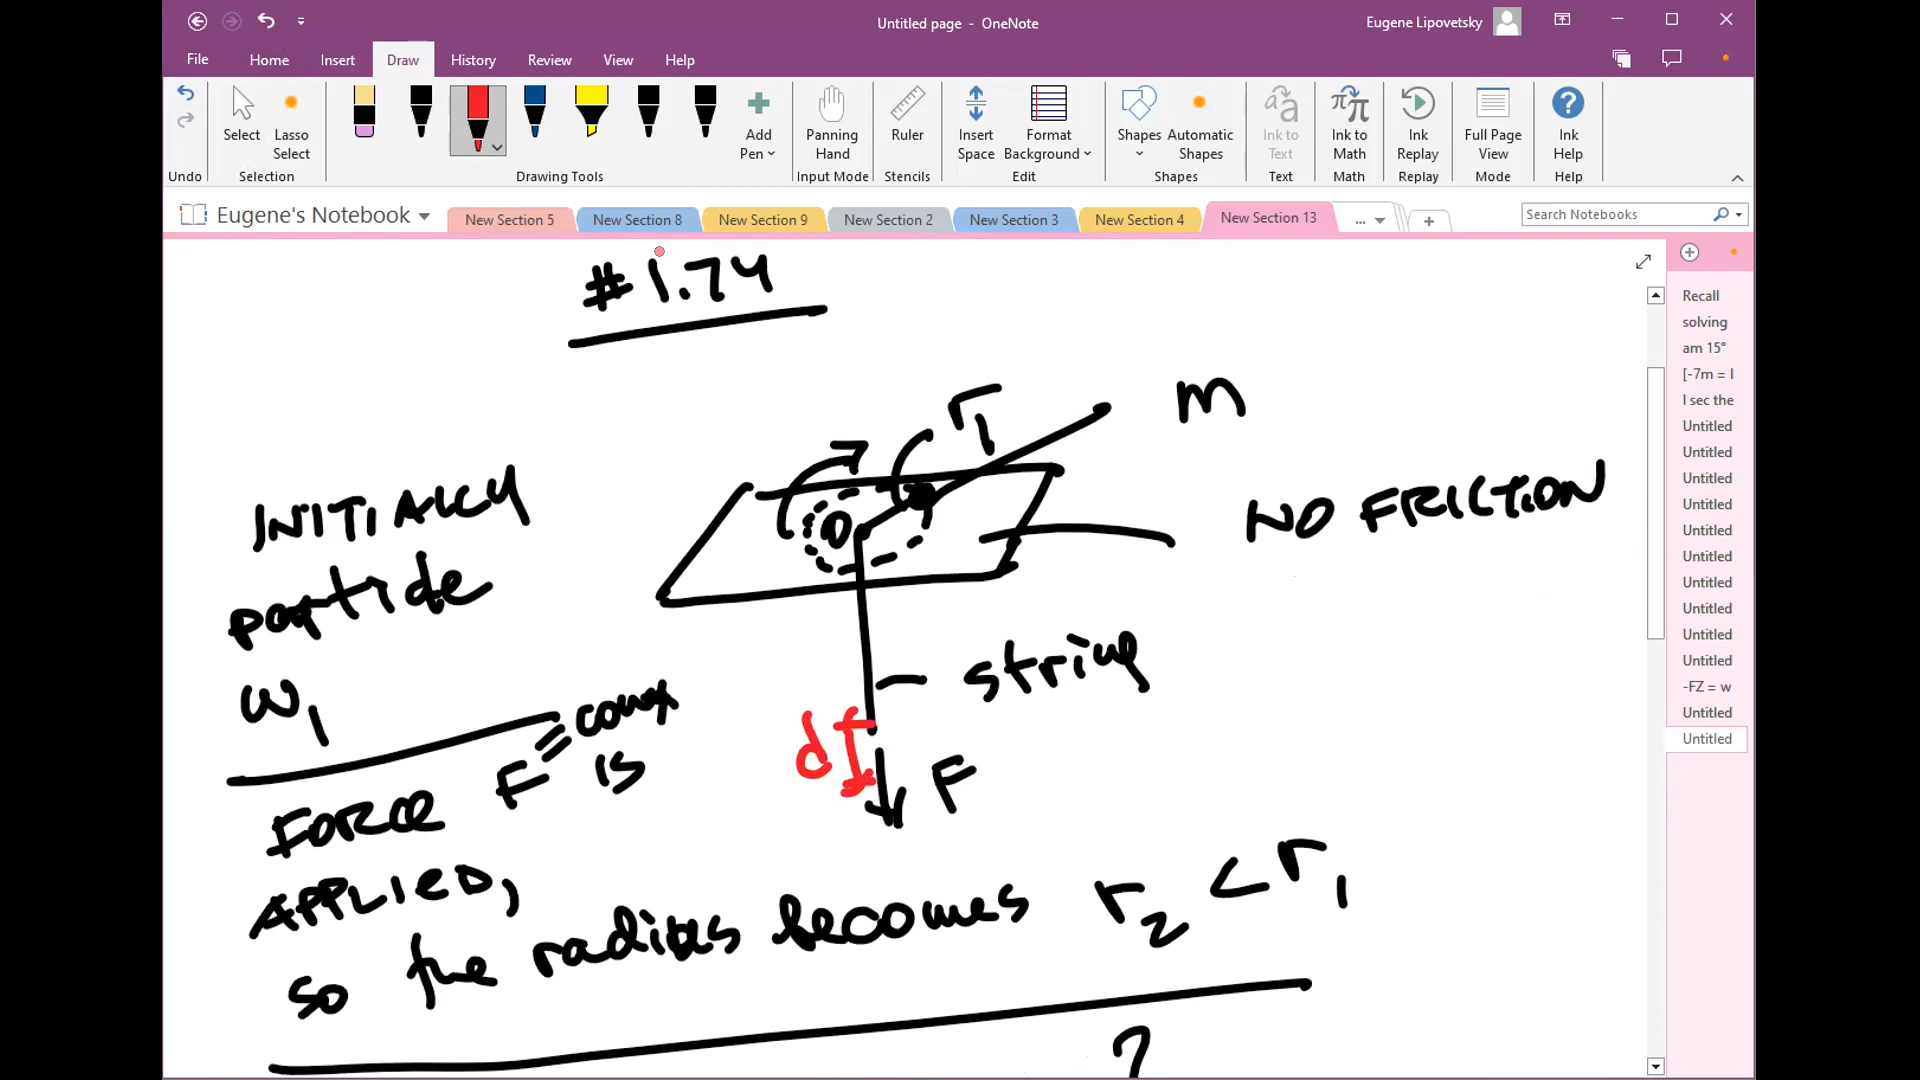 Untitled page - OneNote
Eugene Lipovetsky
File Home Insert Draw History Review View Help
Select
Lasso Select
Add Pen
Panning Hand
Ruler
Insert Space
Format Background
Shapes
Automatic Shapes
Ink to Text
Ink to Math
Ink Replay
Full Page View
Ink Help
Undo Selection Drawing Tools Input Mode Stencils Edit Shapes Text Math Replay Mode Help
Eugene's Notebook
New Section 5 New Section 8 New Section 9 New Section 2 New Section 3 New Section 4 New Section 13 ...
Search Notebooks
#1.74
r1
m
INITIALLY
particle
ω1
O
NO FRICTION
string
d
F
FORCE F ≡ const
IS
APPLIED,
so the radius becomes r2 < r1
?
Recall
solving
am 15°
[-7m = I
I sec the
Untitled
Untitled
Untitled
Untitled
Untitled
Untitled
Untitled
Untitled
Untitled
Untitled
-FZ = w
Untitled
Untitled